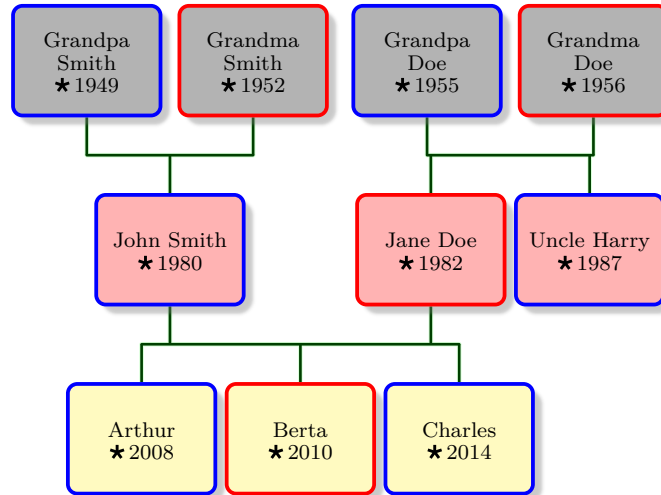 Grandpa
Smith
★ 1949
Grandma
Smith
★ 1952
Grandpa
Doe
★ 1955
Grandma
Doe
★ 1956
John Smith
★ 1980
Jane Doe
★ 1982
Uncle Harry
★ 1987
Arthur
★ 2008
Berta
★ 2010
Charles
★ 2014